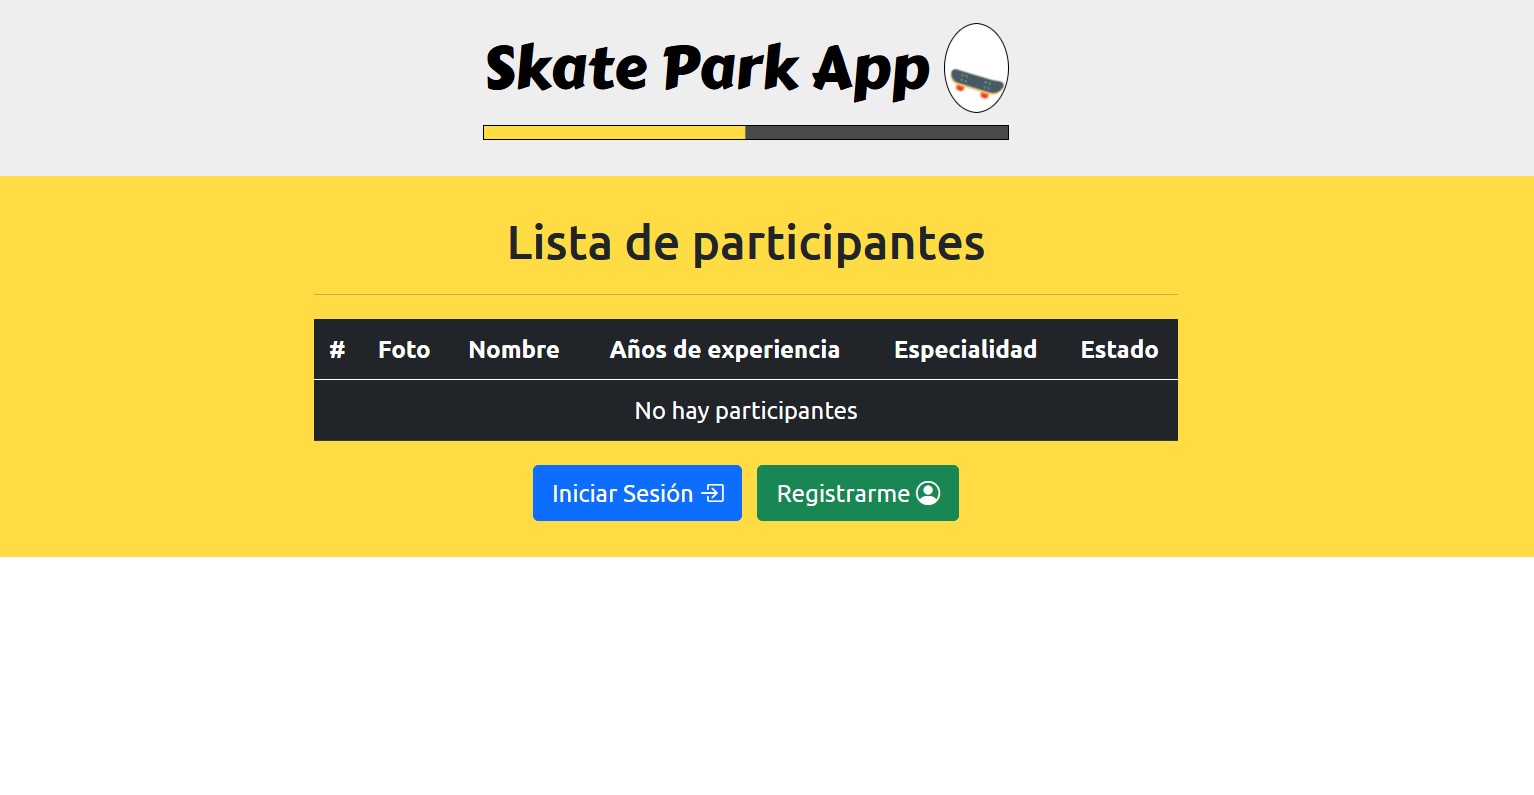 Skate Park App
Lista de participantes
# Foto Nombre Años de experiencia Especialidad Estado
No hay participantes
Iniciar Sesión Registrarme